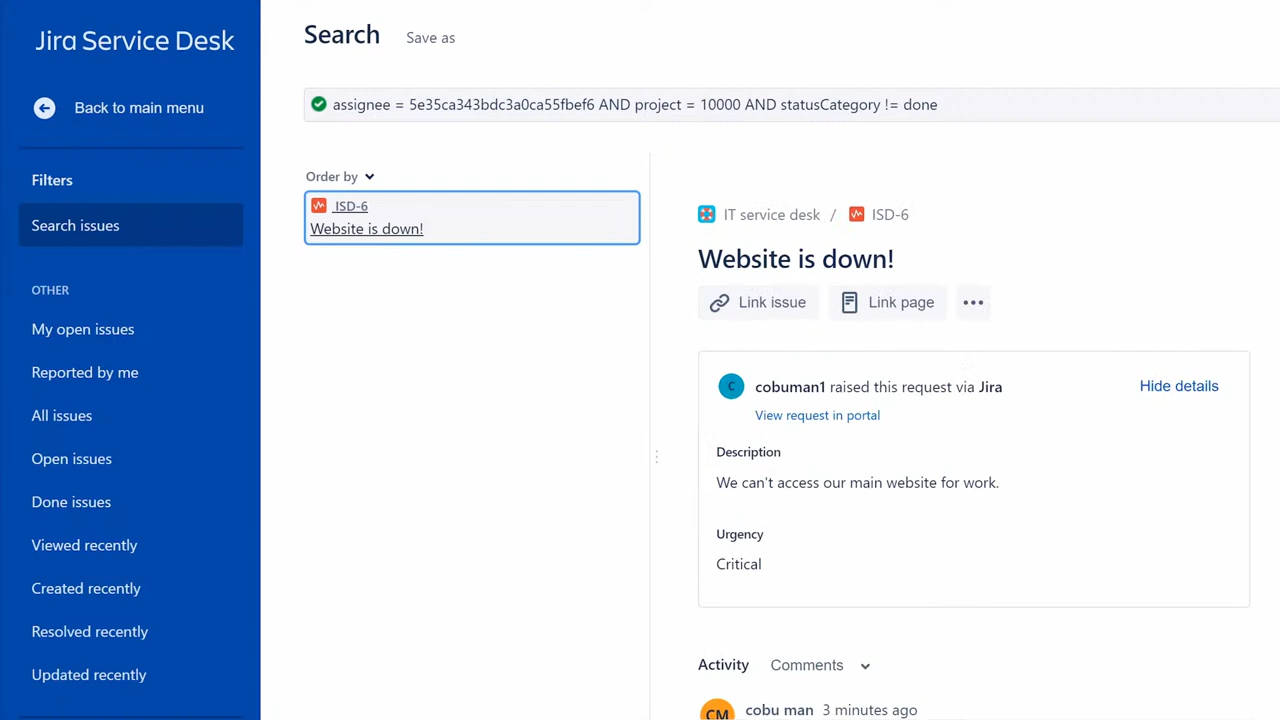 Jira Service Desk
Back to main menu
Filters
Search issues
OTHER
My open issues
Reported by me
All issues
Open issues
Done issues
Viewed recently
Created recently
Resolved recently
Updated recently
Search
Save as
assignee = 5e35ca343bdc3a0ca55fbef6 AND project = 10000 AND statusCategory != done
Order by
ISD-6
Website is down!
IT service desk / ISD-6
Website is down!
Link issue
Link page
C
cobuman1 raised this request via Jira
Hide details
View request in portal
Description
We can't access our main website for work.
Urgency
Critical
Activity
Comments
CM
cobu man 3 minutes ago